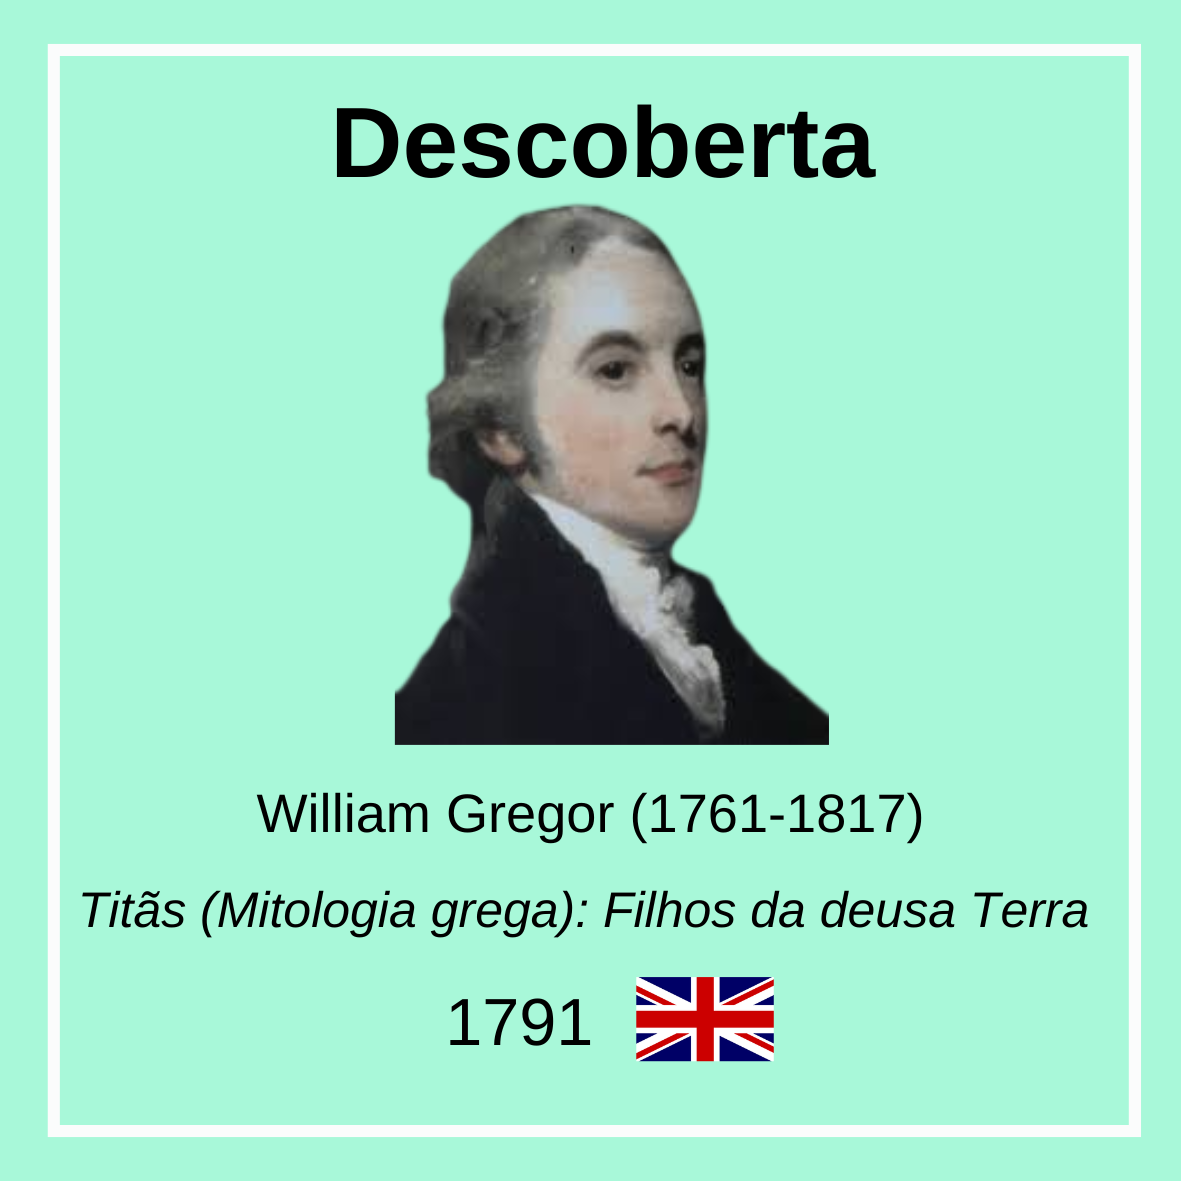 Descoberta
William Gregor (1761-1817)
Titãs (Mitologia grega): Filhos da deusa Terra
1791